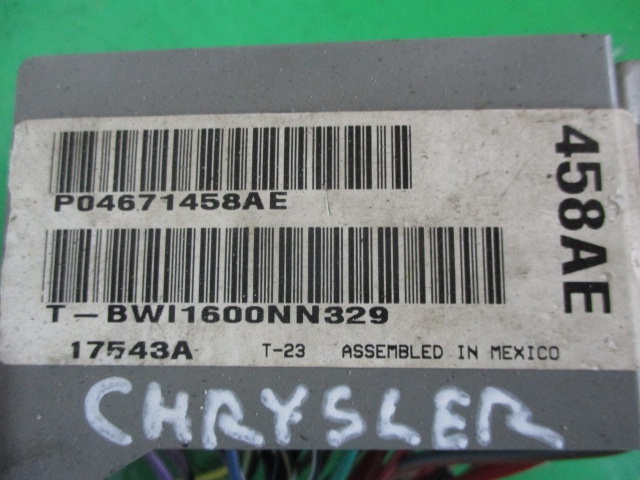 P04671458AE
458AE
T-BWI1600NN329
17543A T-23 ASSEMBLED IN MEXICO
CHRYSLER